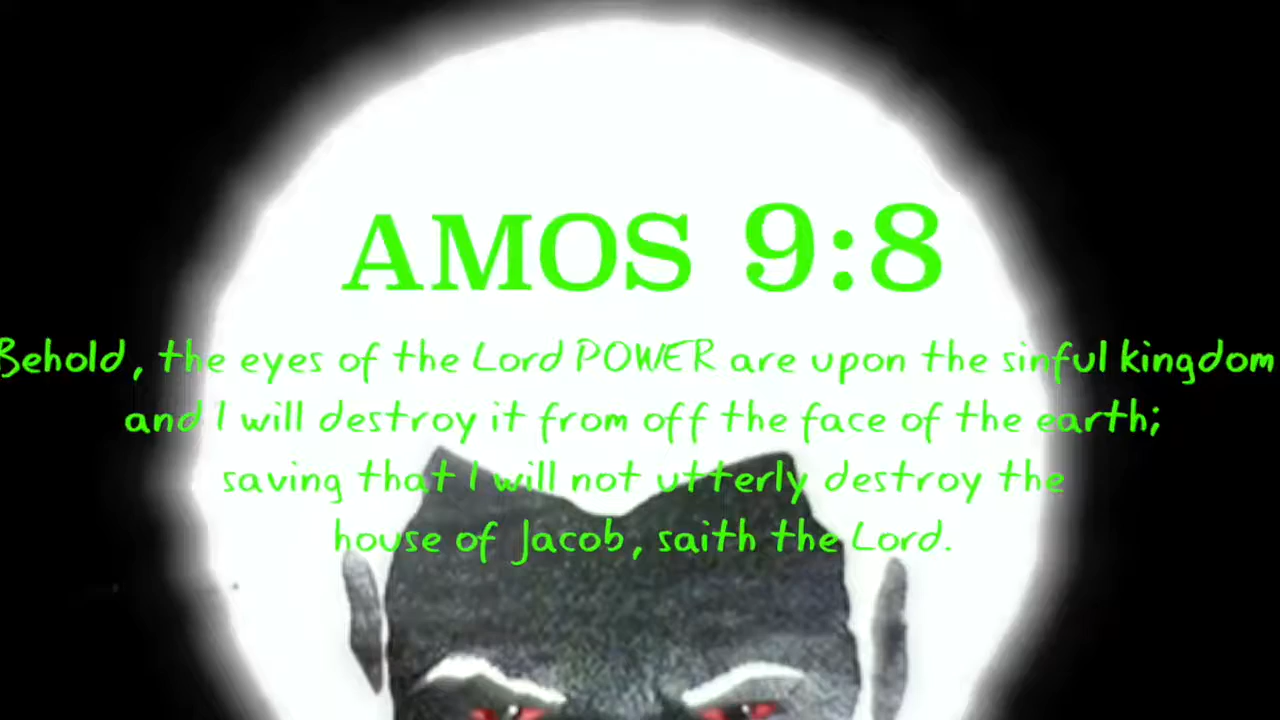 AMOS 9:8
Behold, the eyes of the Lord POWER are upon the sinful kingdom
and I will destroy it from off the face of the earth;
saving that I will not utterly destroy the
house of Jacob, saith the Lord.